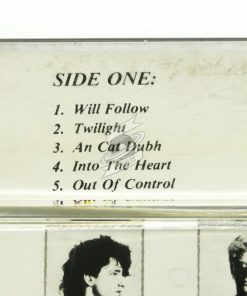 SIDE ONE:
1. Will Follow
2. Twilight
3. An Cat Dubh
4. Into The Heart
5. Out Of Control